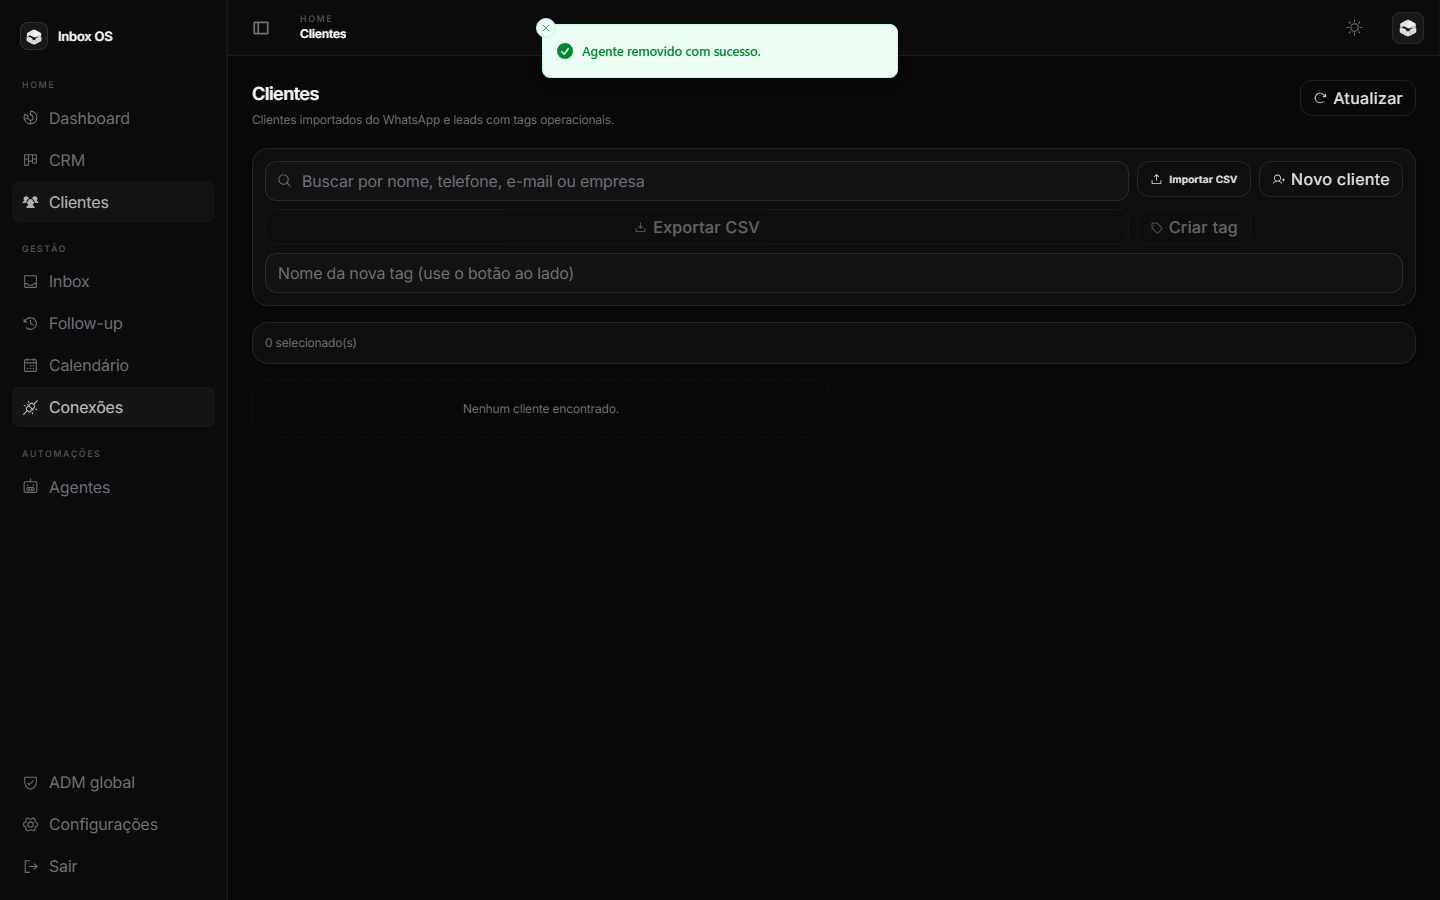 Inbox OS
HOME
Dashboard
CRM
Clientes
GESTÃO
Inbox
Follow-up
Calendário
Conexões
AUTOMAÇÕES
Agentes
ADM global
Configurações
Sair
HOME
Clientes
Agente removido com sucesso.
Clientes
Clientes importados do WhatsApp e leads com tags operacionais.
Atualizar
Buscar por nome, telefone, e-mail ou empresa
Importar CSV
Novo cliente
Exportar CSV
Criar tag
Nome da nova tag (use o botão ao lado)
0 selecionado(s)
Nenhum cliente encontrado.